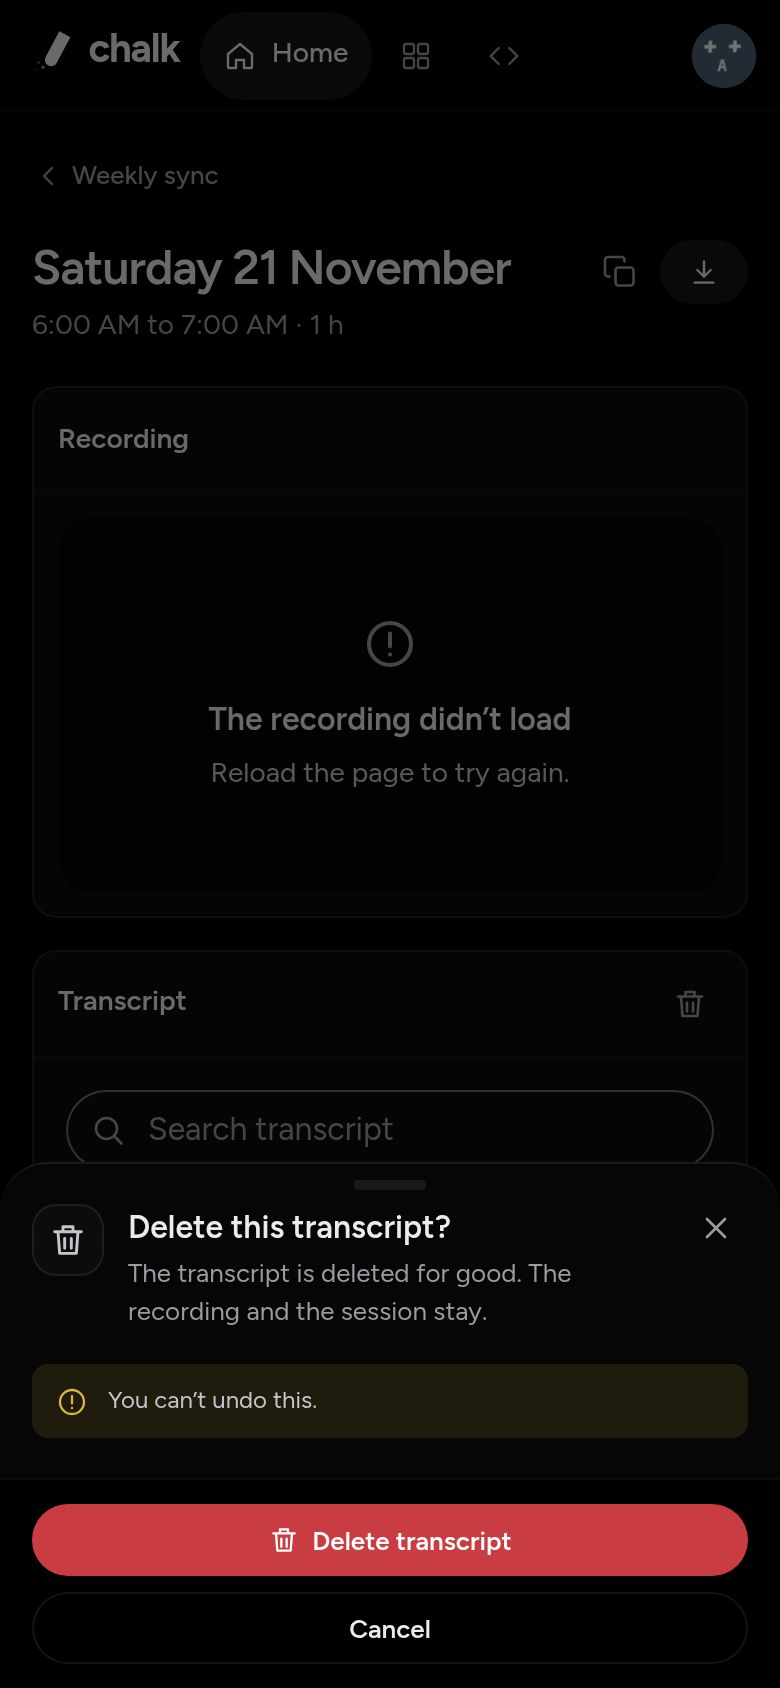 chalk
Home
A
Weekly sync
Saturday 21 November
6:00 AM to 7:00 AM · 1 h
Recording
The recording didn’t load
Reload the page to try again.
Transcript
Search transcript
Delete this transcript?
The transcript is deleted for good. The
recording and the session stay.
You can’t undo this.
Delete transcript
Cancel